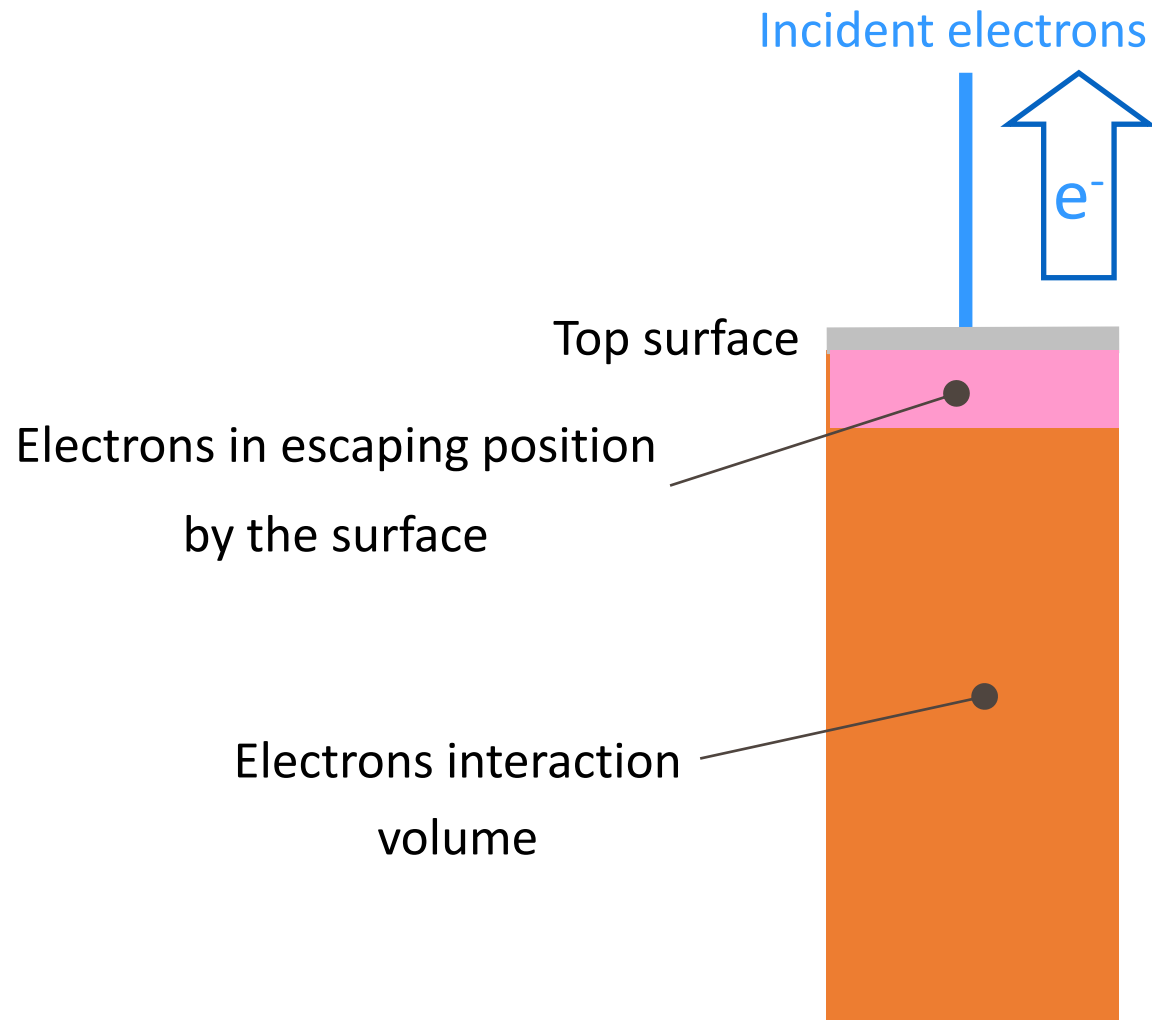 Incident electrons
e-
Top surface
Electrons in escaping position
by the surface
Electrons interaction
volume